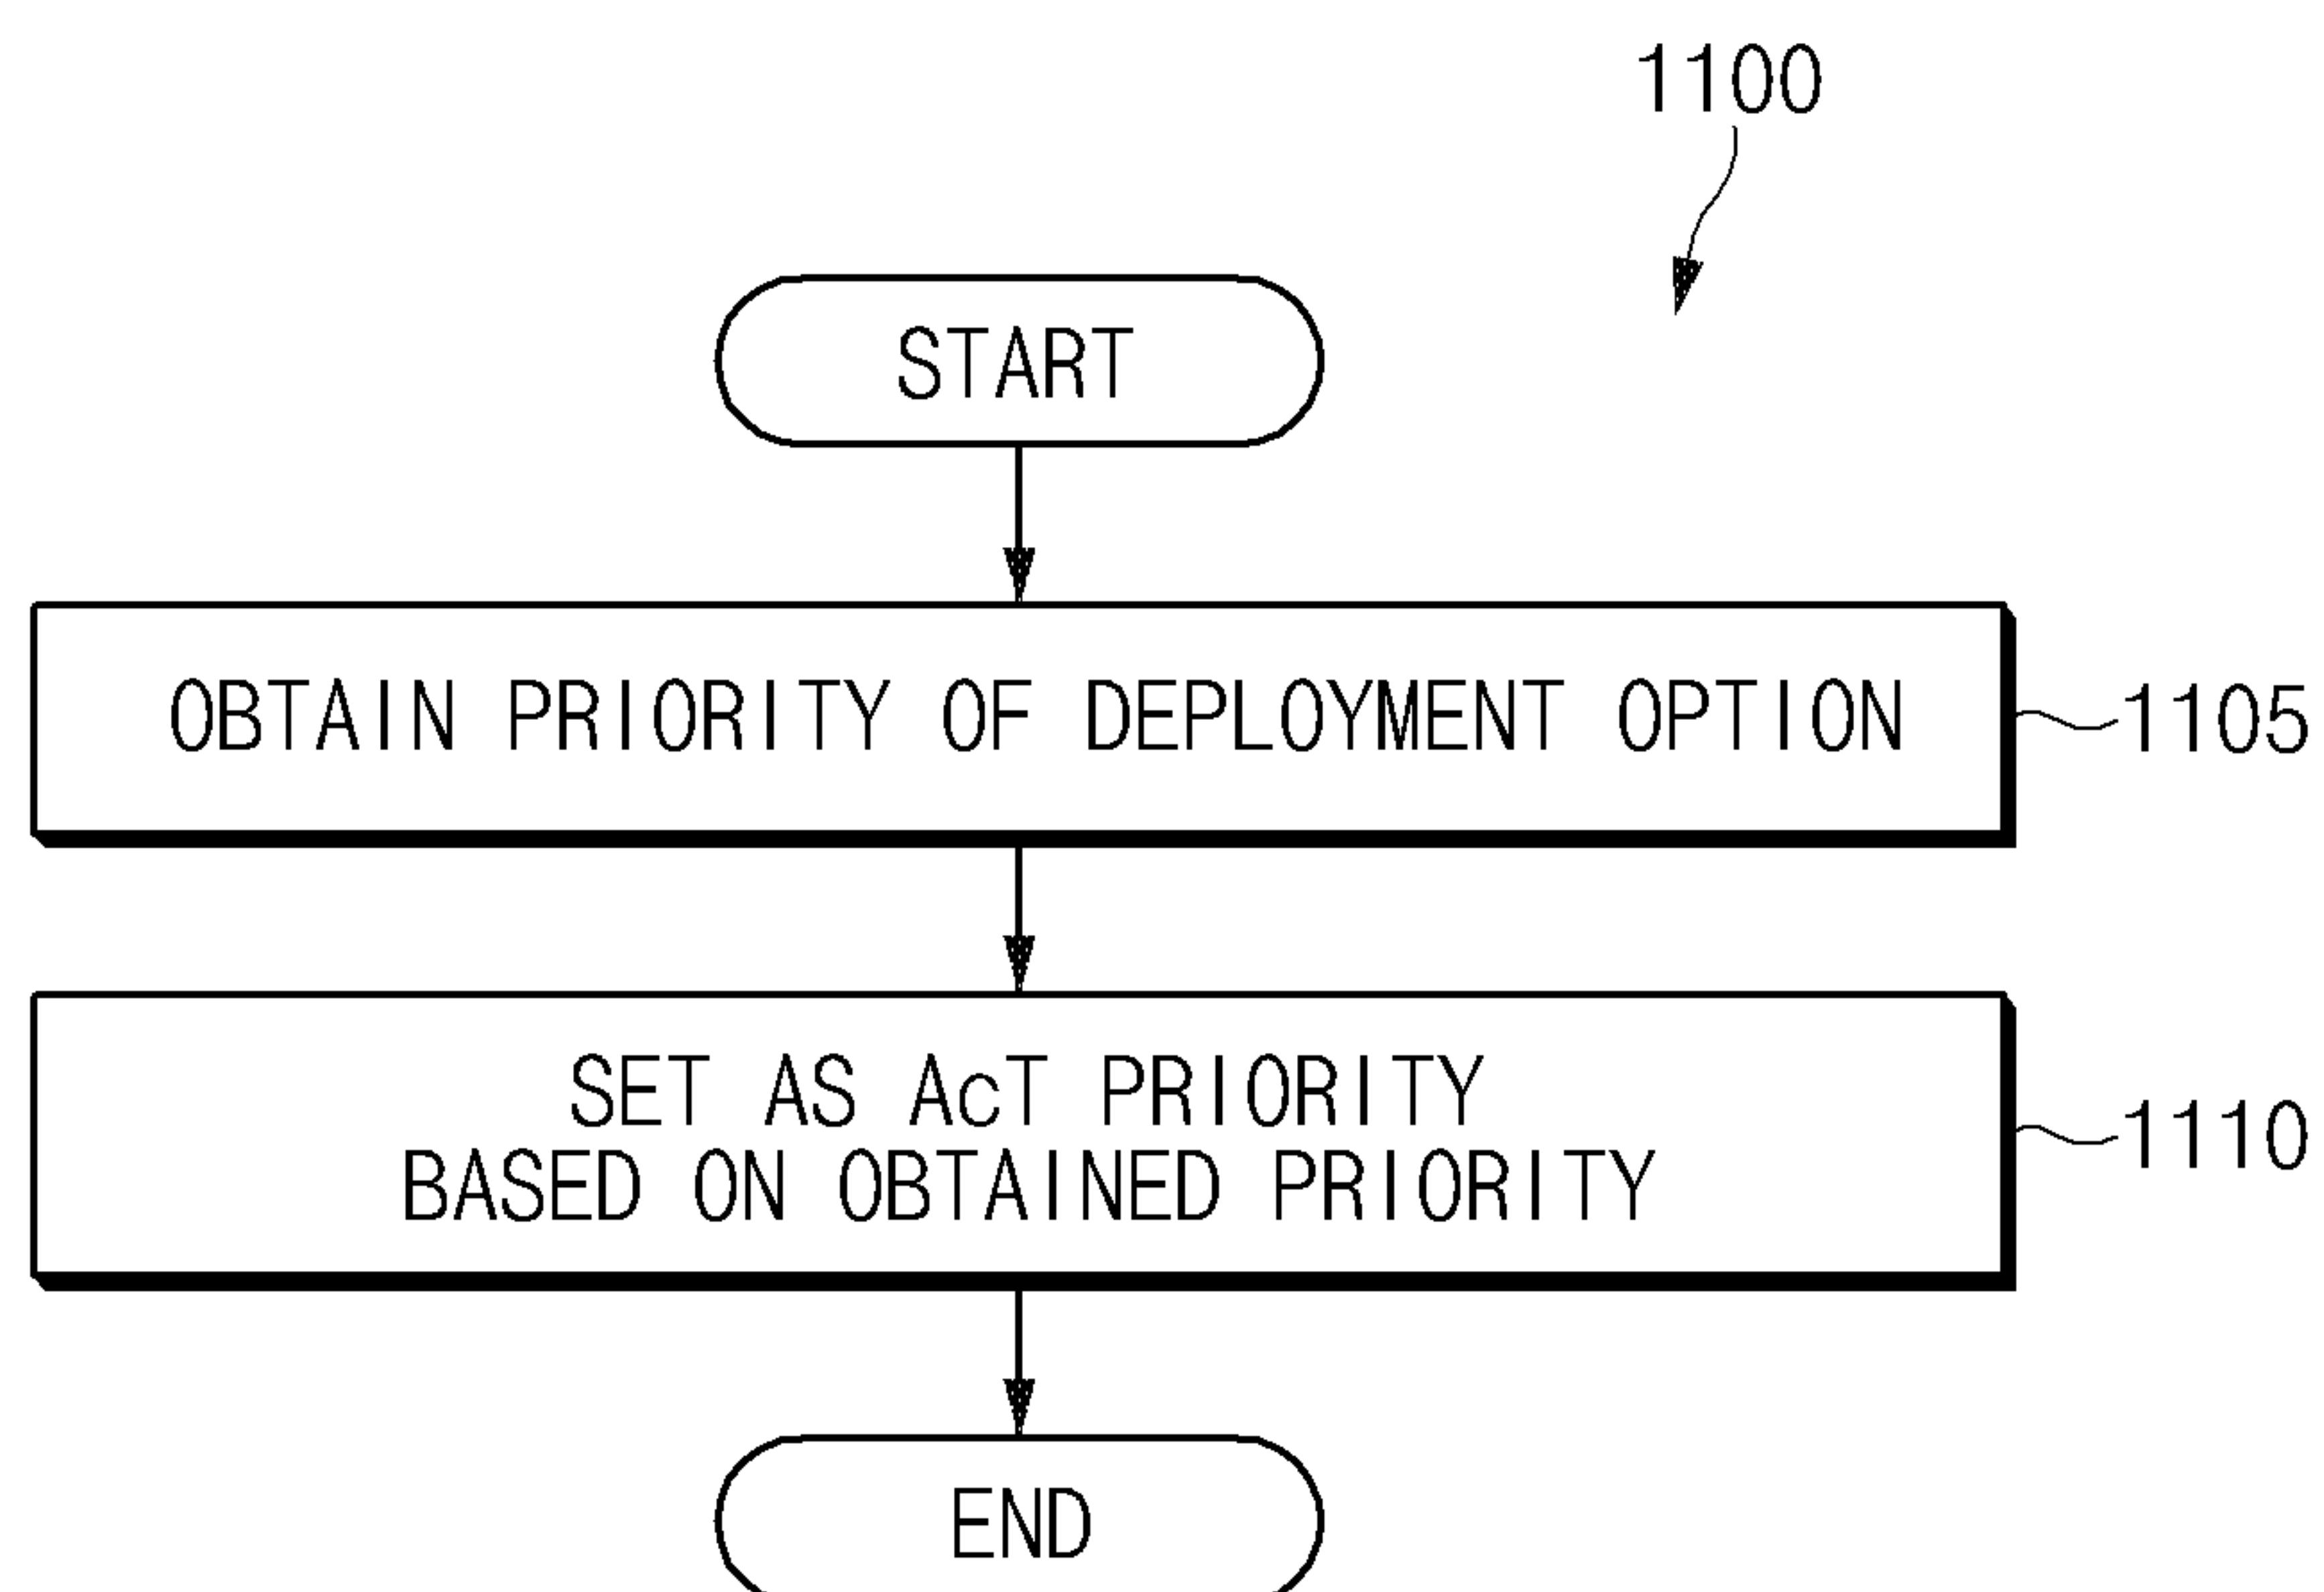 1100
START
OBTAIN PRIORITY OF DEPLOYMENT OPTION
1105
SET AS AcT PRIORITY
BASED ON OBTAINED PRIORITY
1110
END